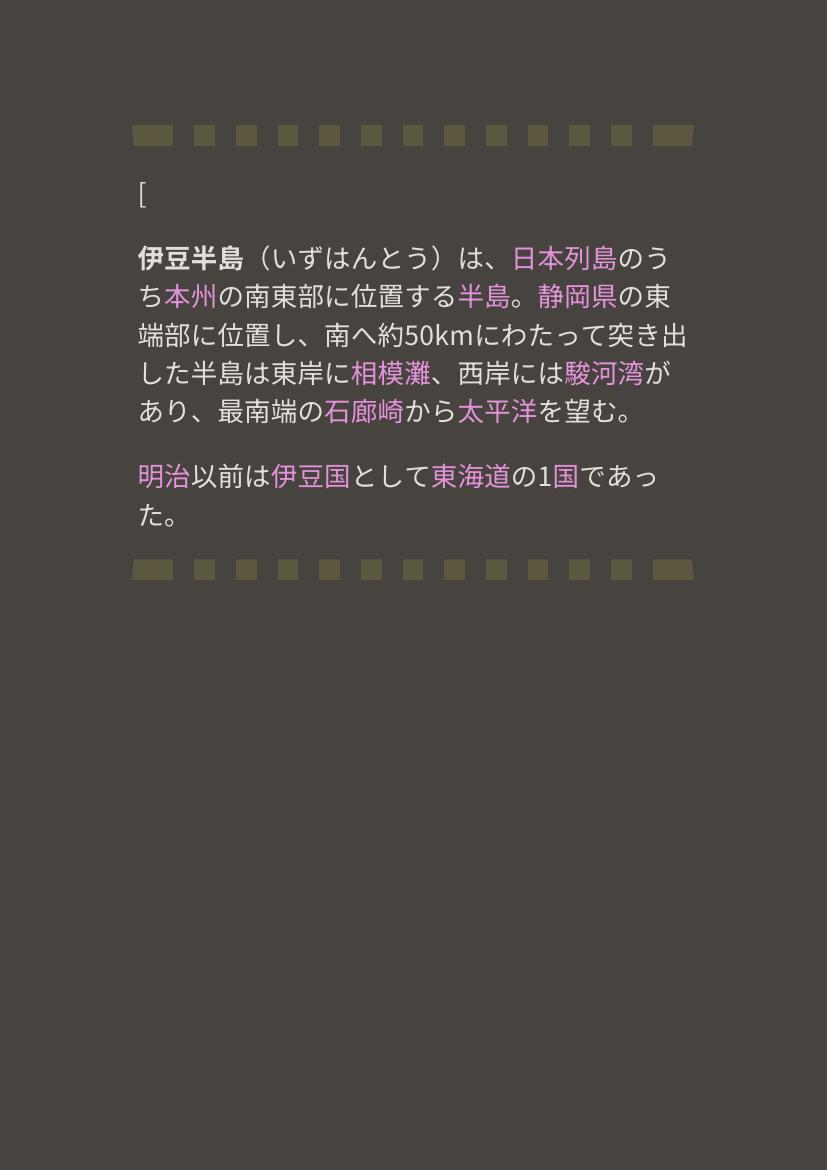 [
伊豆半島（いずはんとう）は、日本列島のう
ち本州の南東部に位置する半島。静岡県の東
端部に位置し、南へ約50kmにわたって突き出
した半島は東岸に相模灘、西岸には駿河湾が
あり、最南端の石廊崎から太平洋を望む。
明治以前は伊豆国として東海道の1国であっ
た。